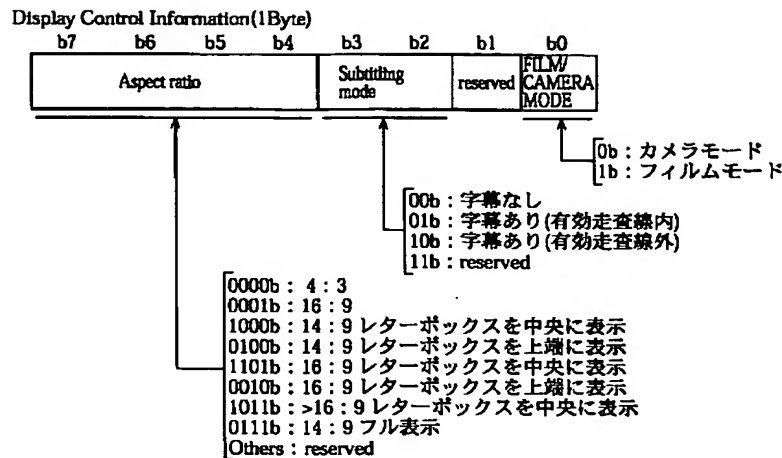 Display Control Information(1Byte)
b7 b6 b5 b4 b3 b2 b1 b0
Aspect ratio
Subtitling mode
reserved
FILM/
CAMERA
MODE
0b：カメラモード
1b：フィルムモード
00b：字幕なし
01b：字幕あり(有効走査線内)
10b：字幕あり(有効走査線外)
11b：reserved
0000b：4：3
0001b：16：9
1000b：14：9レターボックスを中央に表示
0100b：14：9レターボックスを上端に表示
1101b：16：9レターボックスを中央に表示
0010b：16：9レターボックスを上端に表示
1011b：>16：9レターボックスを中央に表示
0111b：14：9フル表示
Others：reserved